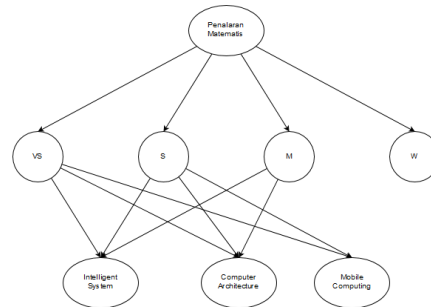 Penalaran
Matematis
VS
S
M
W
Intelligent
System
Computer
Architecture
Mobile
Computing